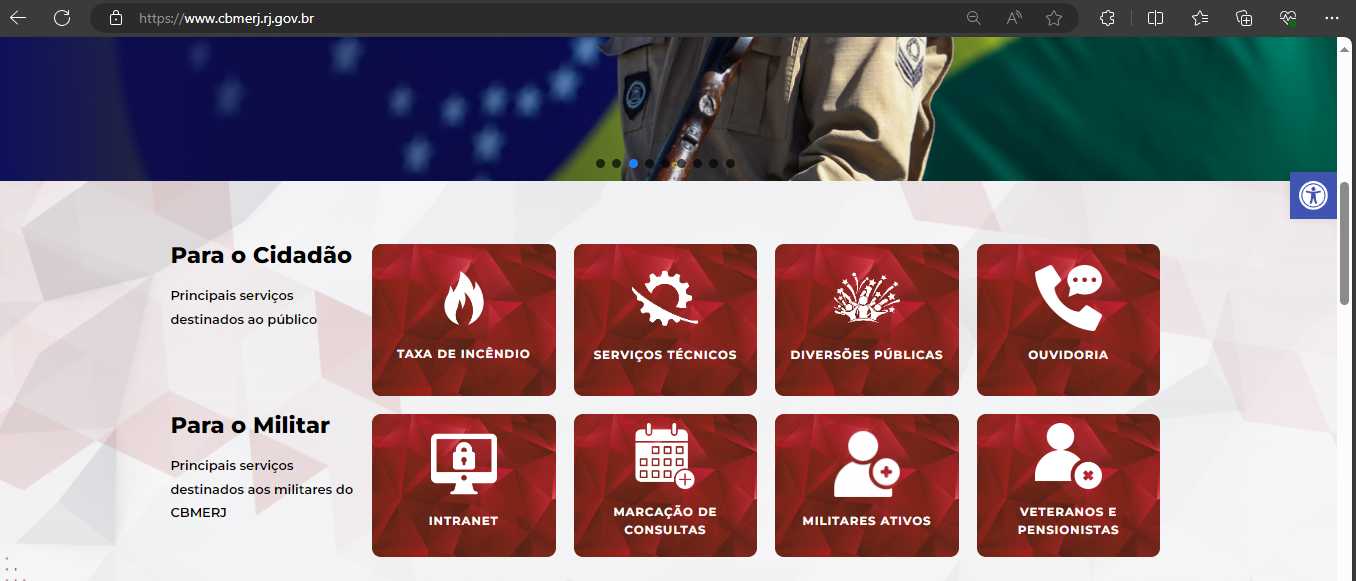 https://www.cbmerj.rj.gov.br
Para o Cidadão
Principais serviços
destinados ao público
TAXA DE INCÊNDIO
SERVIÇOS TÉCNICOS
DIVERSÕES PÚBLICAS
OUVIDORIA
Para o Militar
Principais serviços
destinados aos militares do
CBMERJ
INTRANET
MARCAÇÃO DE
CONSULTAS
MILITARES ATIVOS
VETERANOS E
PENSIONISTAS